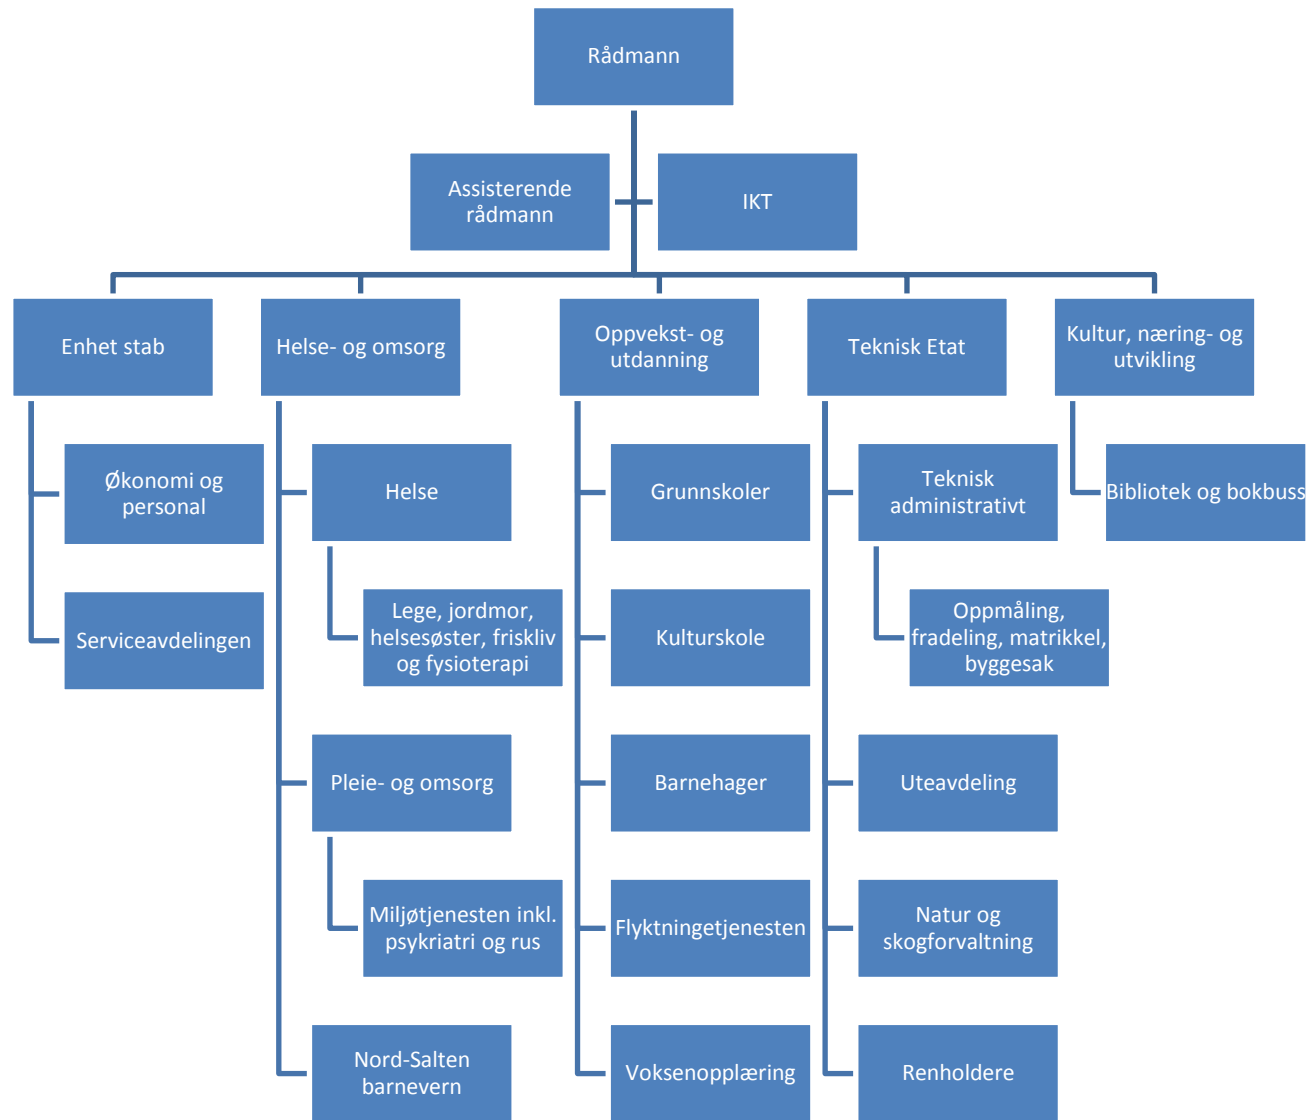 Rådmann
Assisterende
rådmann
IKT
Enhet stab
Helse- og omsorg
Oppvekst- og
utdanning
Teknisk Etat
Kultur, næring- og
utvikling
Økonomi og
personal
Serviceavdelingen
Helse
Lege, jordmor,
helsesøster, friskliv
og fysioterapi
Pleie- og omsorg
Miljøtjenesten inkl.
psykriatri og rus
Nord-Salten
barnevern
Grunnskoler
Kulturskole
Barnehager
Flyktningetjenesten
Voksenopplæring
Teknisk
administrativt
Oppmåling,
fradeling, matrikkel,
byggesak
Uteavdeling
Natur og
skogforvaltning
Renholdere
Bibliotek og bokbuss